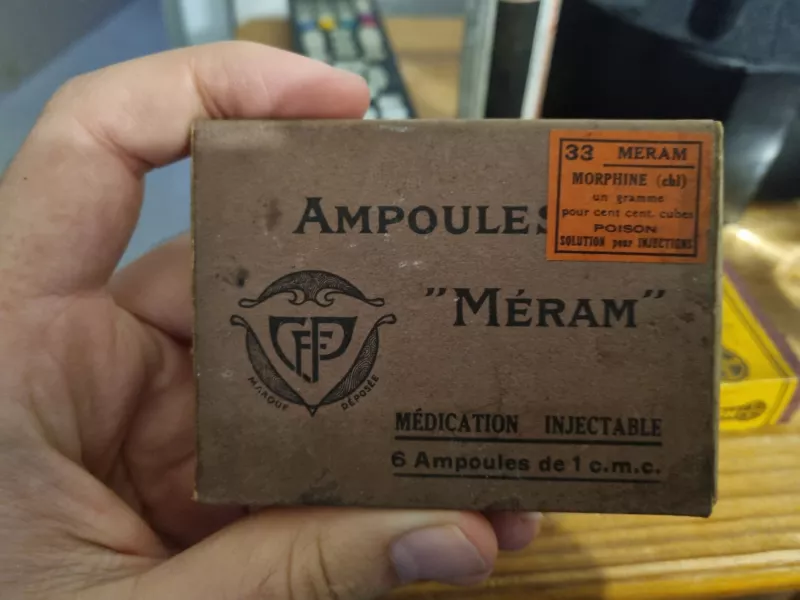 33 MERAM
MORPHINE (chl)
un gramme
pour cent cent. cubes
POISON
SOLUTION pour INJECTIONS
AMPOULES
"MÉRAM"
MARQUE DÉPOSÉE
MÉDICATION INJECTABLE
6 Ampoules de 1 c.m.c.